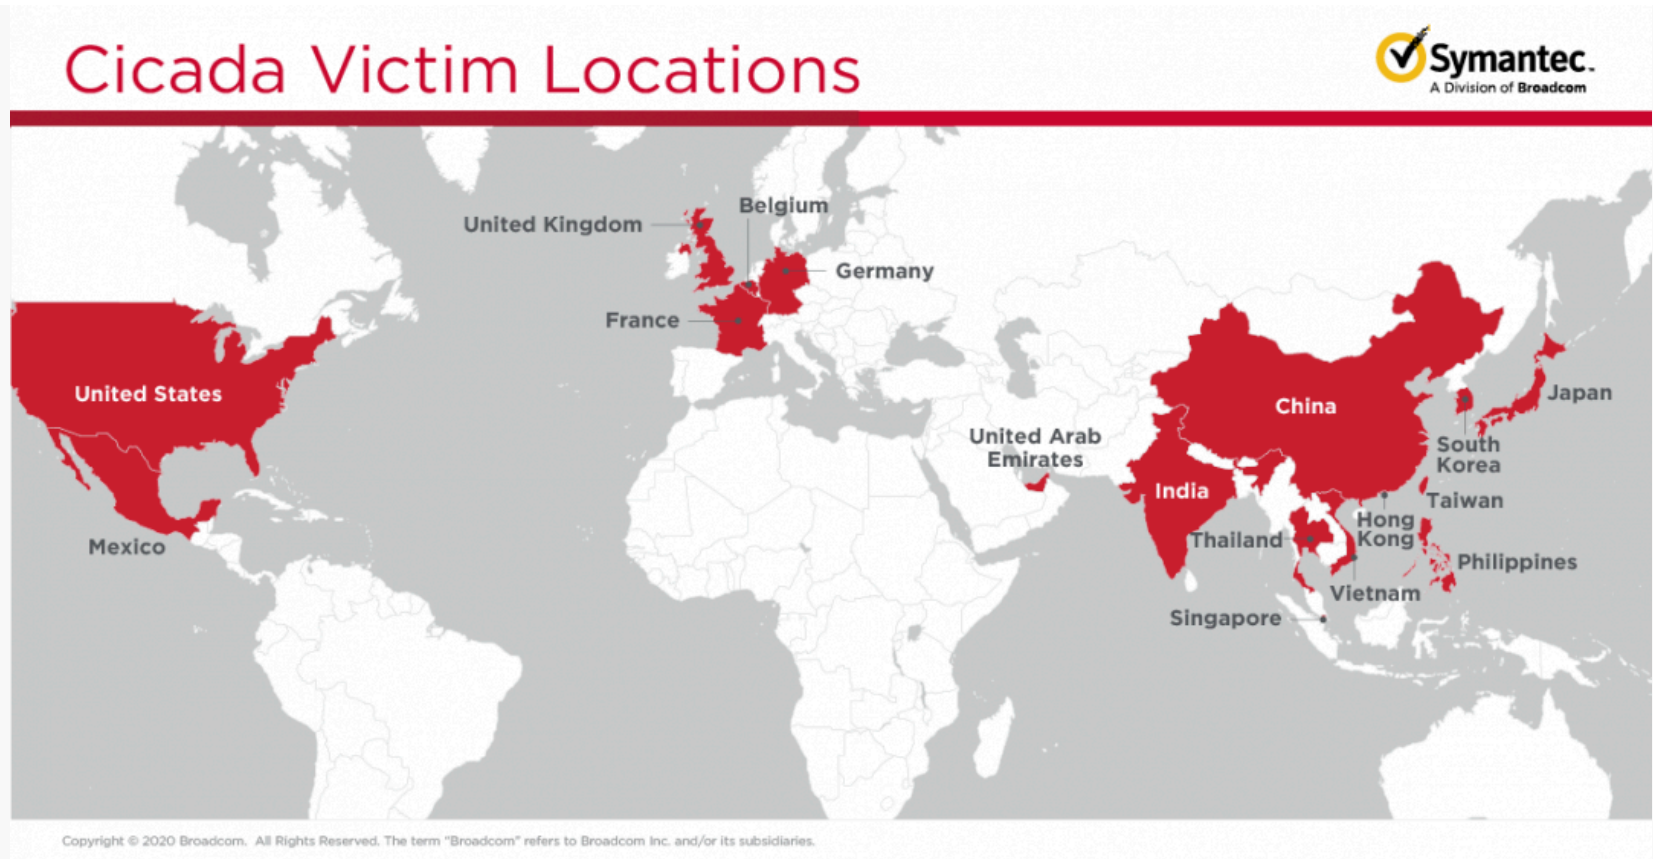 Cicada Victim Locations
Symantec™
A Division of Broadcom
Belgium
United Kingdom
Germany
France
United States
China
Japan
United Arab
Emirates
South
Korea
India
Taiwan
Hong
Kong
Thailand
Mexico
Philippines
Vietnam
Singapore
Copyright © 2020 Broadcom. All Rights Reserved. The term “Broadcom” refers to Broadcom Inc. and/or its subsidiaries.